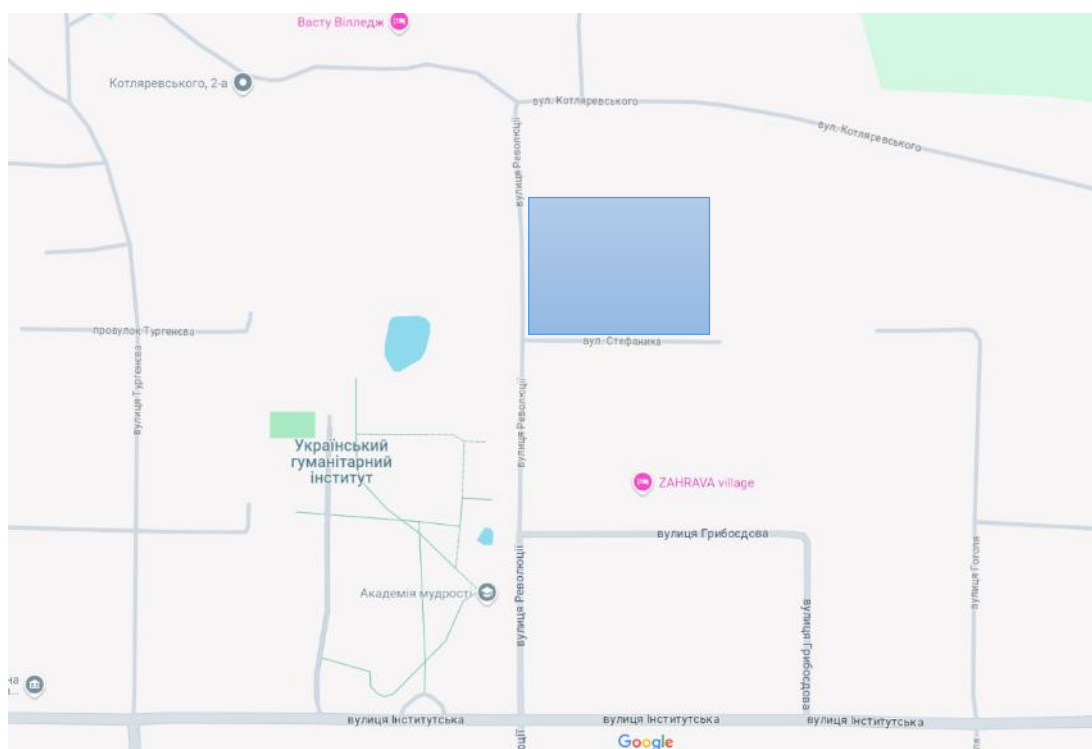 Васту Вілледж
Котляревського, 2-а
вул. Котляревського
вул. Котляревського
вулиця Революції
провулок Тургенєва
вул. Стефаника
вулиця Тургенєва
вулиця Революції
Український
гуманітарний
інститут
ZAHRAVA village
вулиця Грибоєдова
вулиця Революції
вулиця Гоголя
Академія мудрості
вулиця Грибоєдова
на
вулиця Інститутська
вулиця Інститутська
вулиця Інститутська
Google